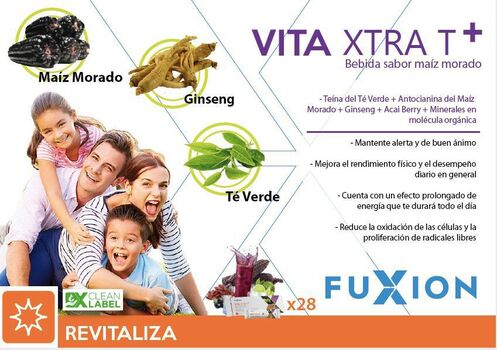 VITA XTRA T+
Bebida sabor maíz morado
Maíz Morado
Ginseng
Té Verde
- Teína del Té Verde + Antocianina del Maíz
Morado + Ginseng + Acai Berry + Minerales en
molécula orgánica
- Mantente alerta y de buen ánimo
- Mejora el rendimiento físico y el desempeño
diario en general
- Cuenta con un efecto prolongado de
energía que te durará todo el día
- Reduce la oxidación de las células y la
proliferación de radicales libres
CLEAN
LABEL
x28
FUXION
REVITALIZA